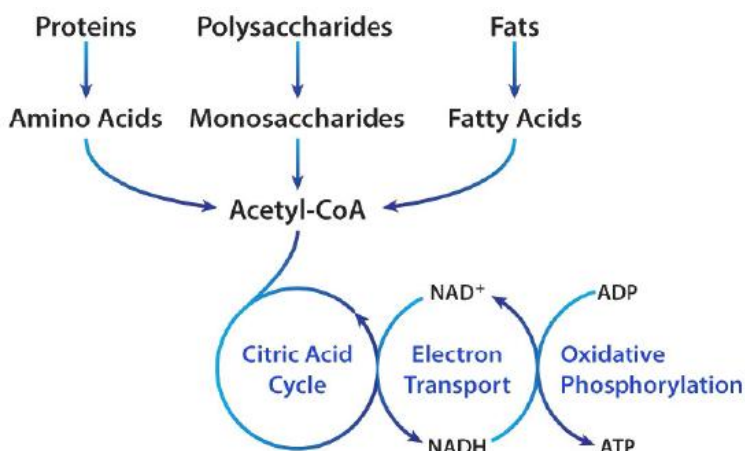 Proteins Polysaccharides Fats
Amino Acids Monosaccharides Fatty Acids
Acetyl-CoA
NAD⁺ ADP
Citric Acid Electron Oxidative
Cycle Transport Phosphorylation
NADH ATP